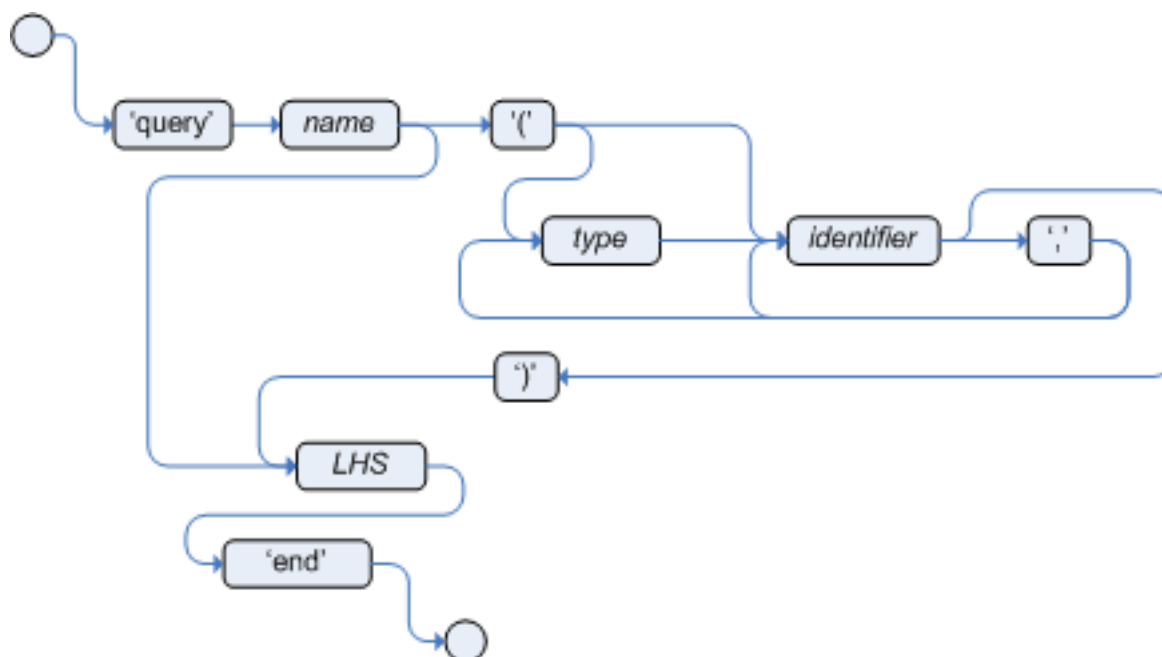 ‘query’ name '('
type identifier ‘,’
‘)’
LHS
‘end’